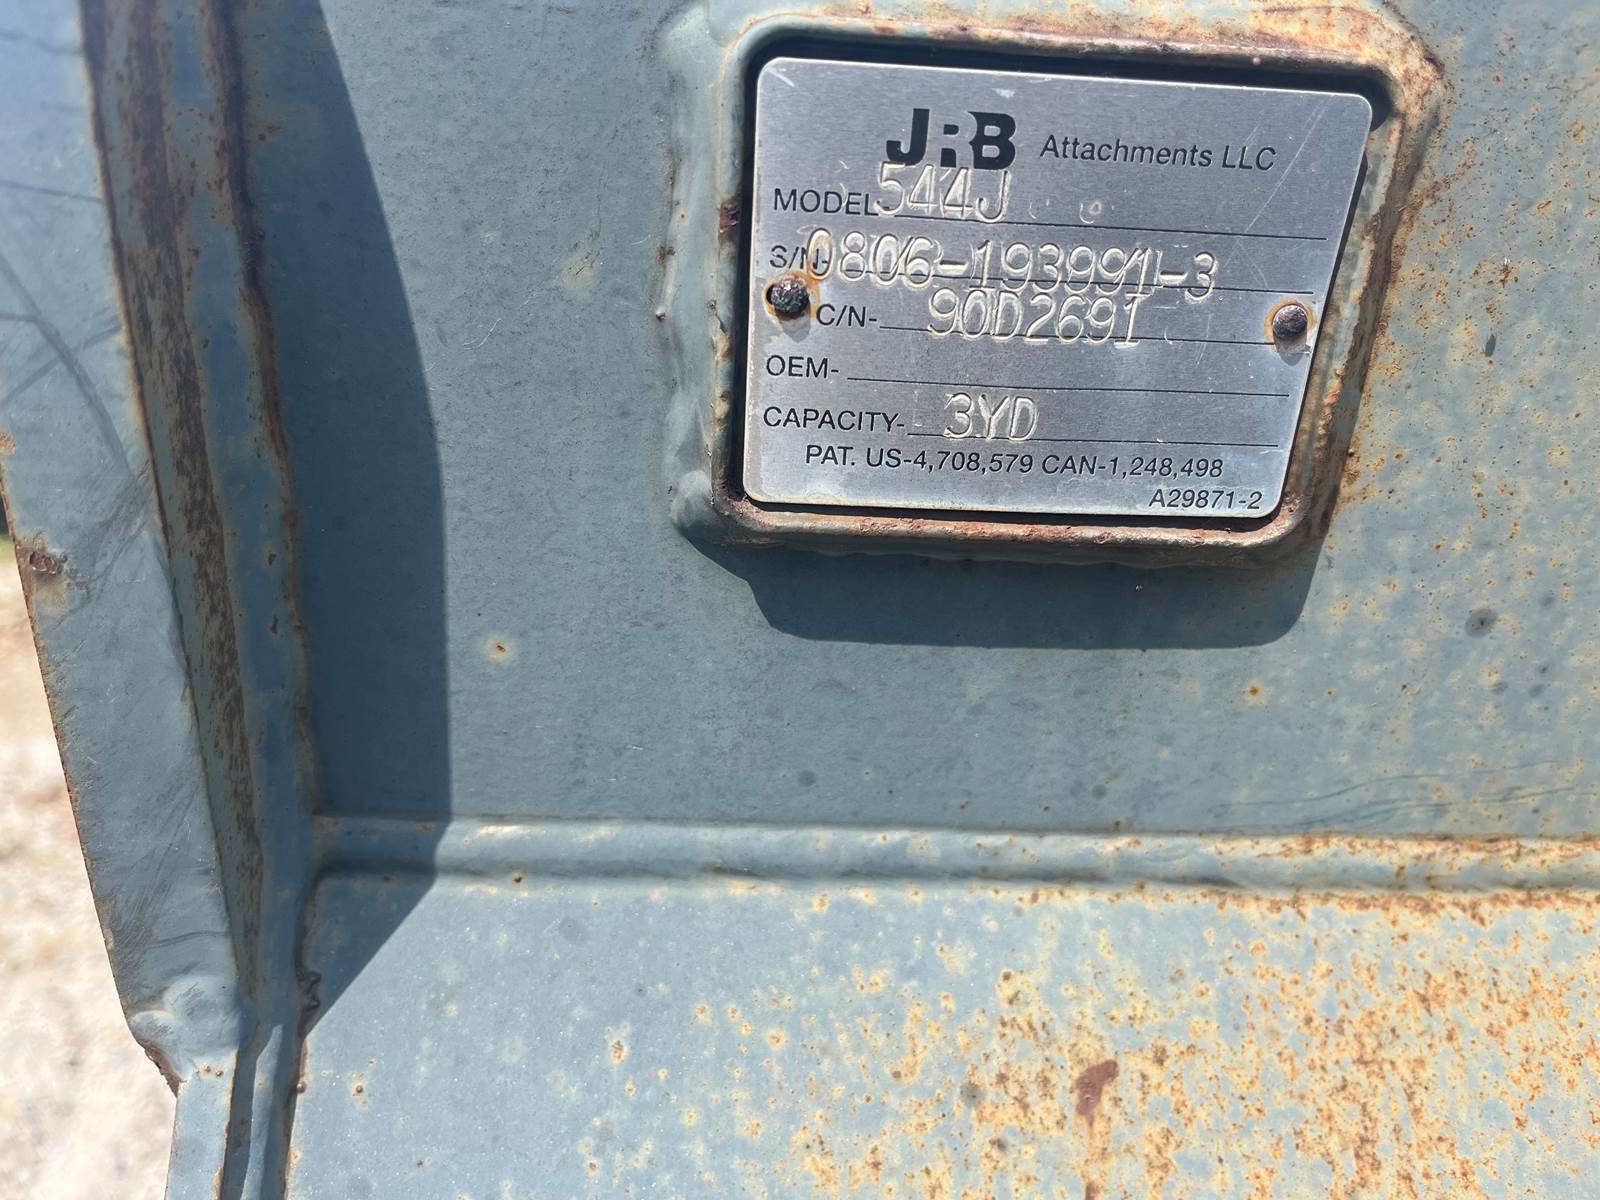 JRB Attachments LLC
MODEL 544J
S/N- 0806-193991-3
C/N- 90D2691
OEM-
CAPACITY- 3YD
PAT. US-4,708,579 CAN-1,248,498
A29871-2